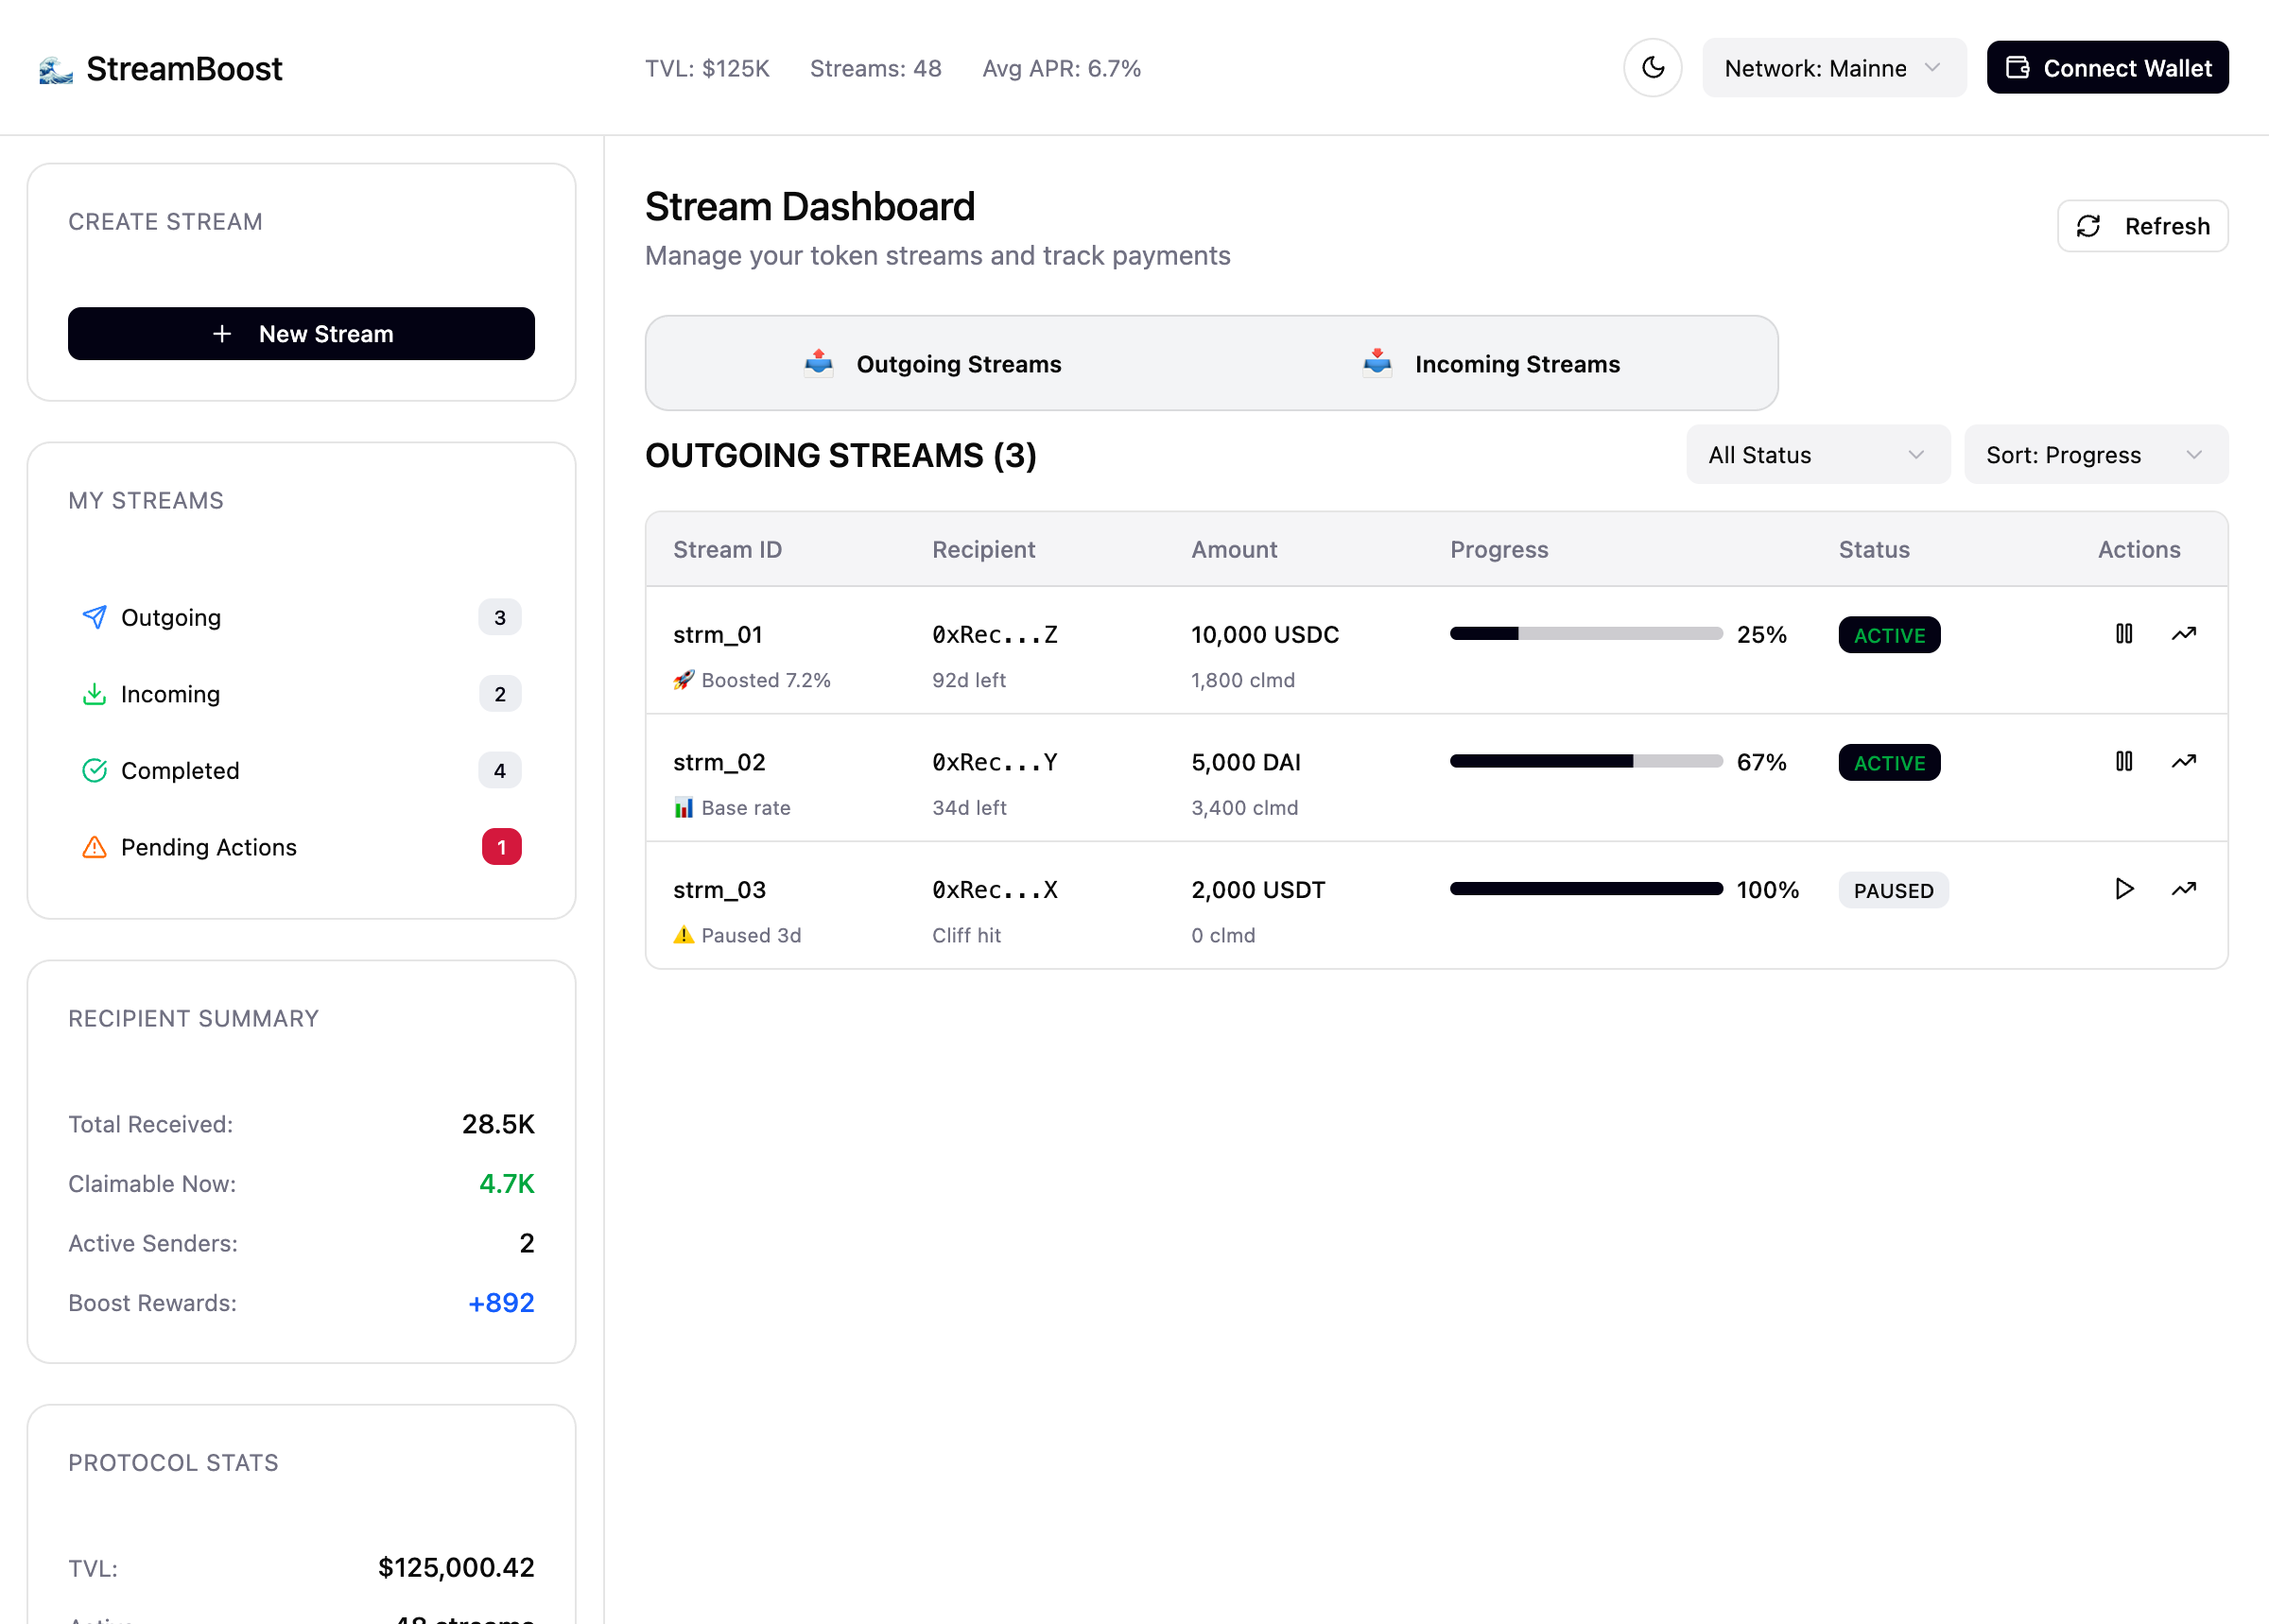 StreamBoost
TVL: $125K Streams: 48 Avg APR: 6.7%
Network: Mainne
Connect Wallet
CREATE STREAM
New Stream
MY STREAMS
Outgoing 3
Incoming 2
Completed 4
Pending Actions 1
RECIPIENT SUMMARY
Total Received: 28.5K
Claimable Now: 4.7K
Active Senders: 2
Boost Rewards: +892
PROTOCOL STATS
TVL: $125,000.42
Stream Dashboard
Manage your token streams and track payments
Refresh
Outgoing Streams Incoming Streams
OUTGOING STREAMS (3)
All Status Sort: Progress
Stream ID Recipient Amount Progress Status Actions
strm_01 0xRec...Z 10,000 USDC 25% ACTIVE
Boosted 7.2% 92d left 1,800 clmd
strm_02 0xRec...Y 5,000 DAI 67% ACTIVE
Base rate 34d left 3,400 clmd
strm_03 0xRec...X 2,000 USDT 100% PAUSED
Paused 3d Cliff hit 0 clmd